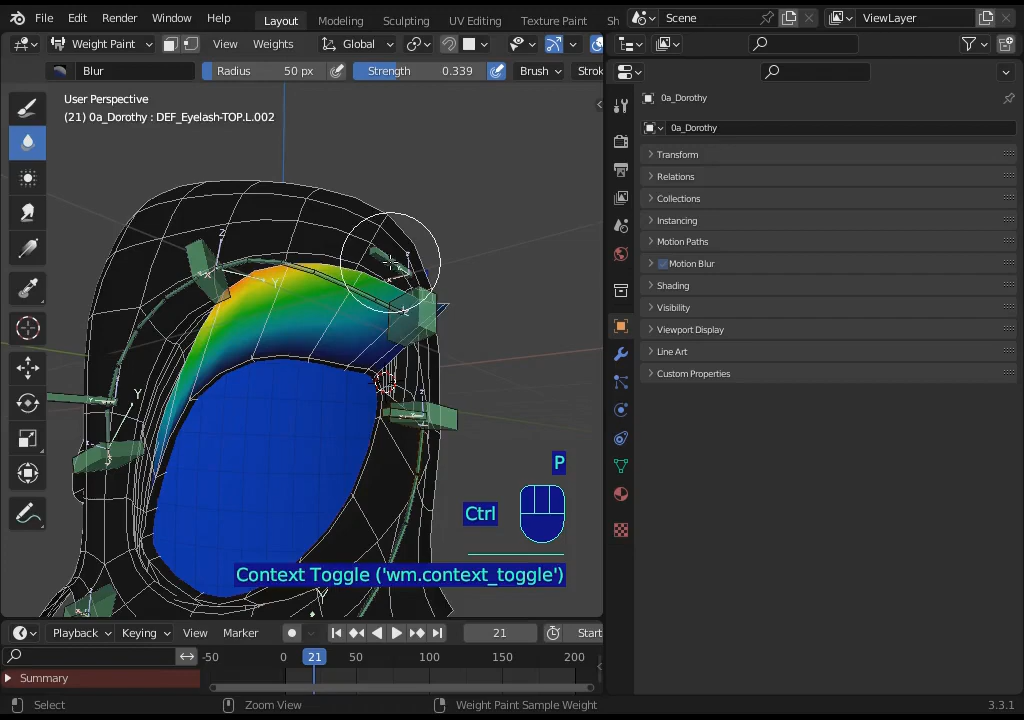 File Edit Render Window Help Layout Modeling Sculpting UV Editing Texture Paint Sh Scene ViewLayer
Weight Paint View Weights Global
Blur Radius 50 px Strength 0.339 Brush Strok
User Perspective
(21) 0a_Dorothy : DEF_Eyelash-TOP.L.002
0a_Dorothy
0a_Dorothy
Transform
Relations
Collections
Instancing
Motion Paths
Motion Blur
Shading
Visibility
Viewport Display
Line Art
Custom Properties
Z
Y
Y
P
Ctrl
Context Toggle ('wm.context_toggle')
Playback Keying View Marker 21 Start
-50 0 21 50 100 150 200
Summary
Select Zoom View Weight Paint Sample Weight 3.3.1